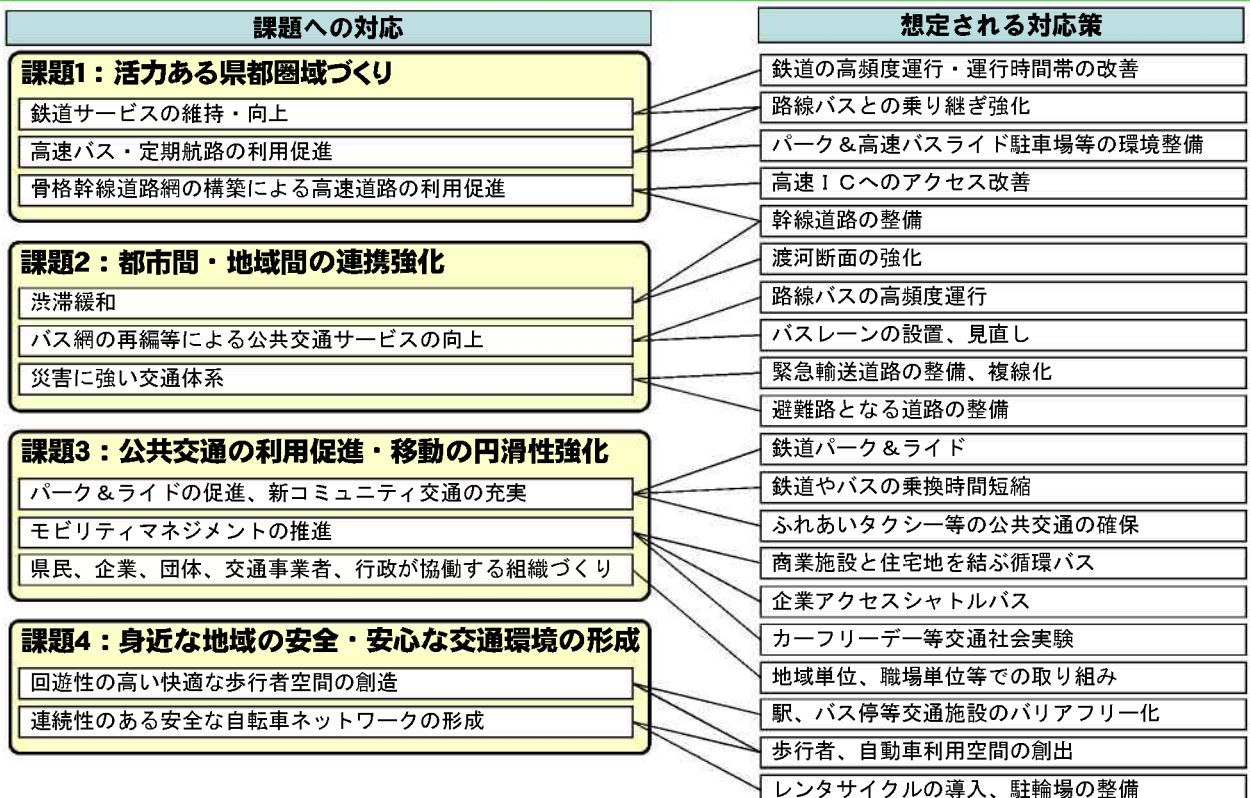 課題への対応
課題1：活力ある県都圏域づくり
鉄道サービスの維持・向上
高速バス・定期航路の利用促進
骨格幹線道路網の構築による高速道路の利用促進
課題2：都市間・地域間の連携強化
渋滞緩和
バス網の再編等による公共交通サービスの向上
災害に強い交通体系
課題3：公共交通の利用促進・移動の円滑性強化
パーク＆ライドの促進、新コミュニティ交通の充実
モビリティマネジメントの推進
県民、企業、団体、交通事業者、行政が協働する組織づくり
課題4：身近な地域の安全・安心な交通環境の形成
回遊性の高い快適な歩行者空間の創造
連続性のある安全な自転車ネットワークの形成
想定される対応策
鉄道の高頻度運行・運行時間帯の改善
路線バスとの乗り継ぎ強化
パーク＆高速バスライド駐車場等の環境整備
高速ＩＣへのアクセス改善
幹線道路の整備
渡河断面の強化
路線バスの高頻度運行
バスレーンの設置、見直し
緊急輸送道路の整備、複線化
避難路となる道路の整備
鉄道パーク＆ライド
鉄道やバスの乗換時間短縮
ふれあいタクシー等の公共交通の確保
商業施設と住宅地を結ぶ循環バス
企業アクセスシャトルバス
カーフリーデー等交通社会実験
地域単位、職場単位等での取り組み
駅、バス停等交通施設のバリアフリー化
歩行者、自動車利用空間の創出
レンタサイクルの導入、駐輪場の整備